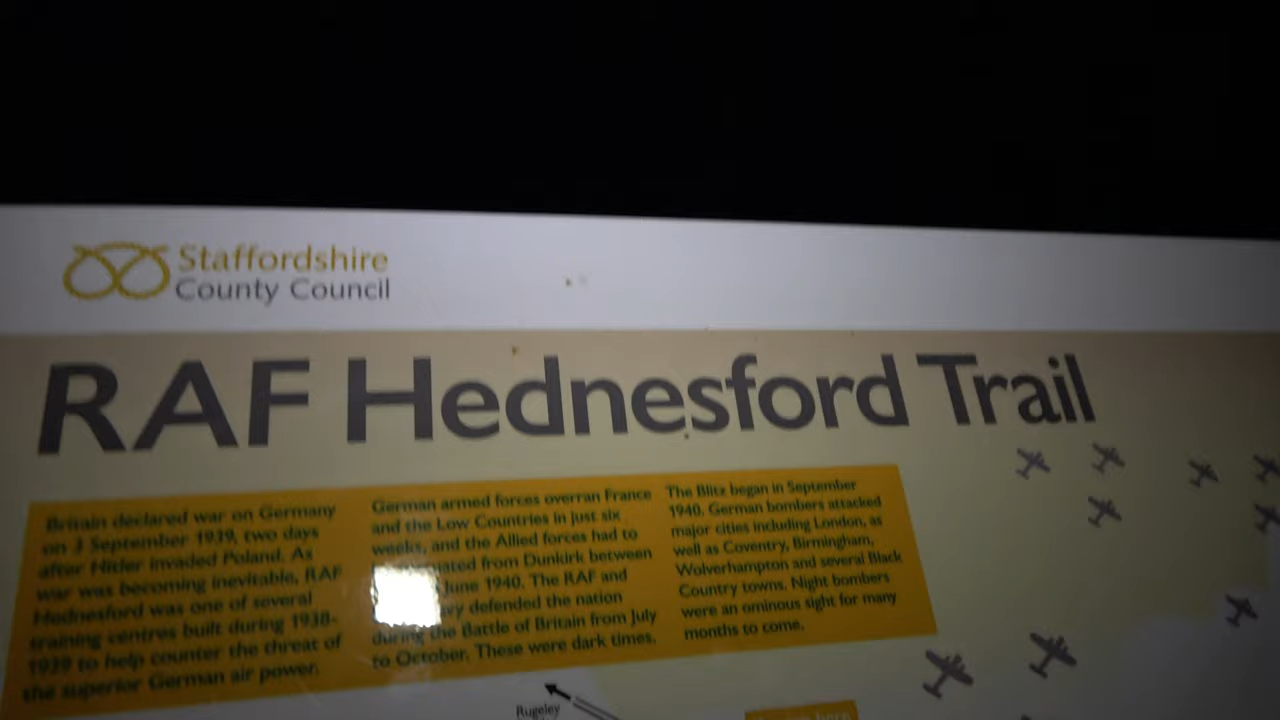 Staffordshire
County Council
RAF Hednesford Trail
Britain declared war on Germany
on 3 September 1939, two days
after Hitler invaded Poland. As
war was becoming inevitable, RAF
Hednesford was one of several
training centres built during 1938-
1939 to help counter the threat of
the superior German air power.
German armed forces overran France
and the Low Countries in just six
weeks, and the Allied forces had to
from Dunkirk between
June 1940. The RAF and
defended the nation
during the Battle of Britain from July
to October. These were dark times.
The Blitz began in September
1940. German bombers attacked
major cities including London, as
well as Coventry, Birmingham,
Wolverhampton and several Black
Country towns. Night bombers
were an ominous sight for many
months to come.
Rugeley